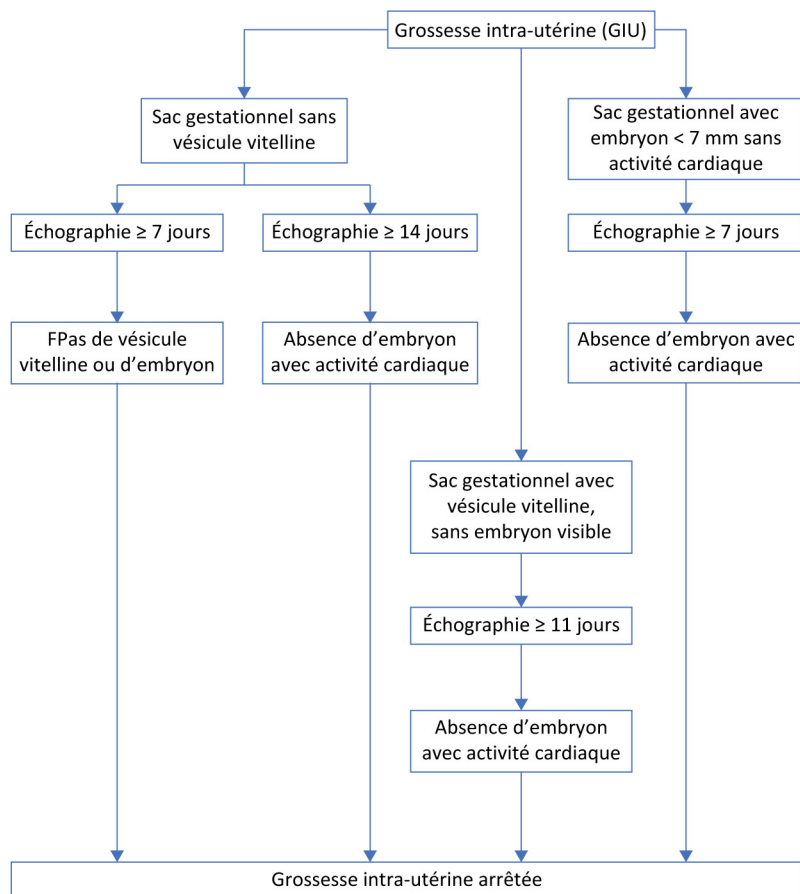 Grossesse intra-utérine (GIU)
Sac gestationnel sans
vésicule vitelline
Sac gestationnel avec
embryon < 7 mm sans
activité cardiaque
Échographie ≥ 7 jours
Échographie ≥ 14 jours
Échographie ≥ 7 jours
FPas de vésicule
vitelline ou d’embryon
Absence d’embryon
avec activité cardiaque
Absence d’embryon avec
activité cardiaque
Sac gestationnel avec
vésicule vitelline,
sans embryon visible
Échographie ≥ 11 jours
Absence d’embryon
avec activité cardiaque
Grossesse intra-utérine arrêtée